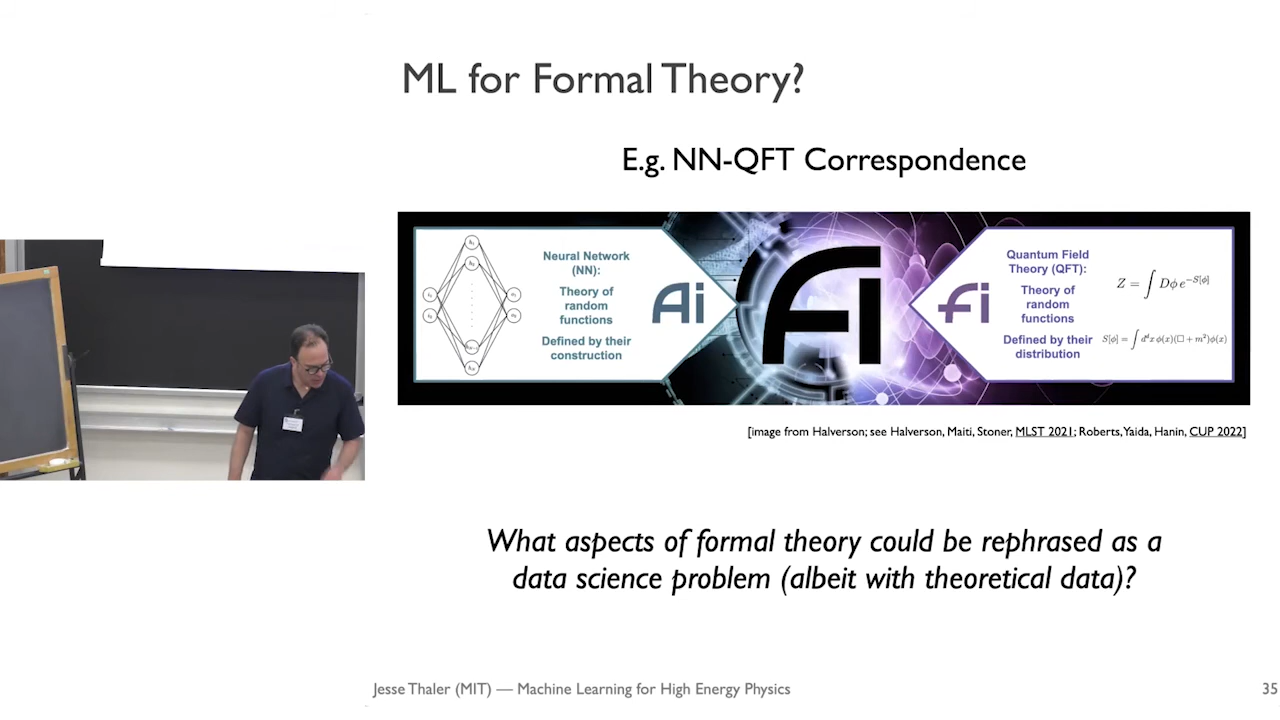 ML for Formal Theory?
E.g. NN-QFT Correspondence
Neural Network
(NN):
Theory of
random
functions
Defined by their
construction
Ai
Fi
fi
Quantum Field
Theory (QFT):
Theory of
random
functions
Defined by their
distribution
Z = ∫ Dϕ e^{−S[ϕ]}
S[ϕ] = ∫ d^d x ϕ(x)(□ + m²)ϕ(x)
[image from Halverson; see Halverson, Maiti, Stoner, MLST 2021; Roberts, Yaida, Hanin, CUP 2022]
What aspects of formal theory could be rephrased as a
data science problem (albeit with theoretical data)?
Jesse Thaler (MIT) — Machine Learning for High Energy Physics
35